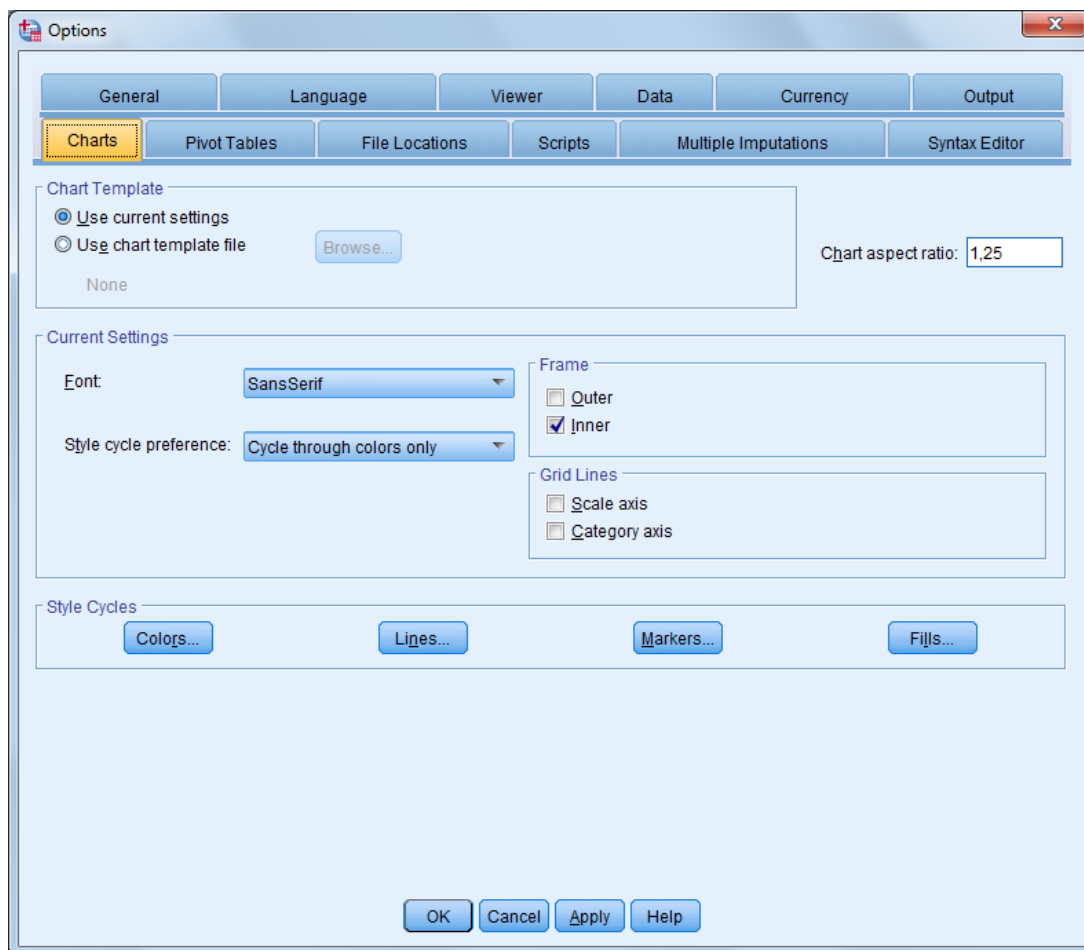 Options
General Language Viewer Data Currency Output
Charts Pivot Tables File Locations Scripts Multiple Imputations Syntax Editor
Chart Template
Use current settings
Use chart template file Browse...
None
Chart aspect ratio: 1,25
Current Settings
Font: SansSerif
Style cycle preference: Cycle through colors only
Frame
Outer
Inner
Grid Lines
Scale axis
Category axis
Style Cycles
Colors... Lines... Markers... Fills...
OK Cancel Apply Help